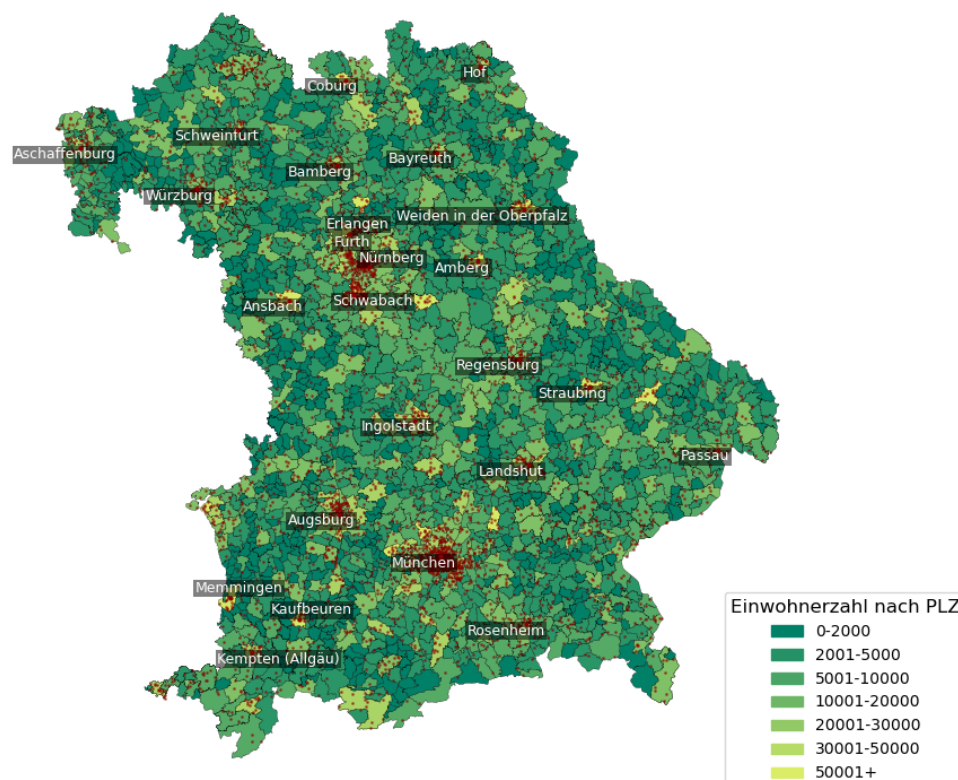 Hof
Coburg
Schweinfurt
Aschaffenburg
Bayreuth
Bamberg
Würzburg
Weiden in der Oberpfalz
Erlangen
Fürth
Nürnberg
Amberg
Ansbach
Schwabach
Regensburg
Straubing
Ingolstadt
Passau
Landshut
Augsburg
München
Memmingen
Kaufbeuren
Rosenheim
Kempten (Allgäu)
Einwohnerzahl nach PLZ
0-2000
2001-5000
5001-10000
10001-20000
20001-30000
30001-50000
50001+